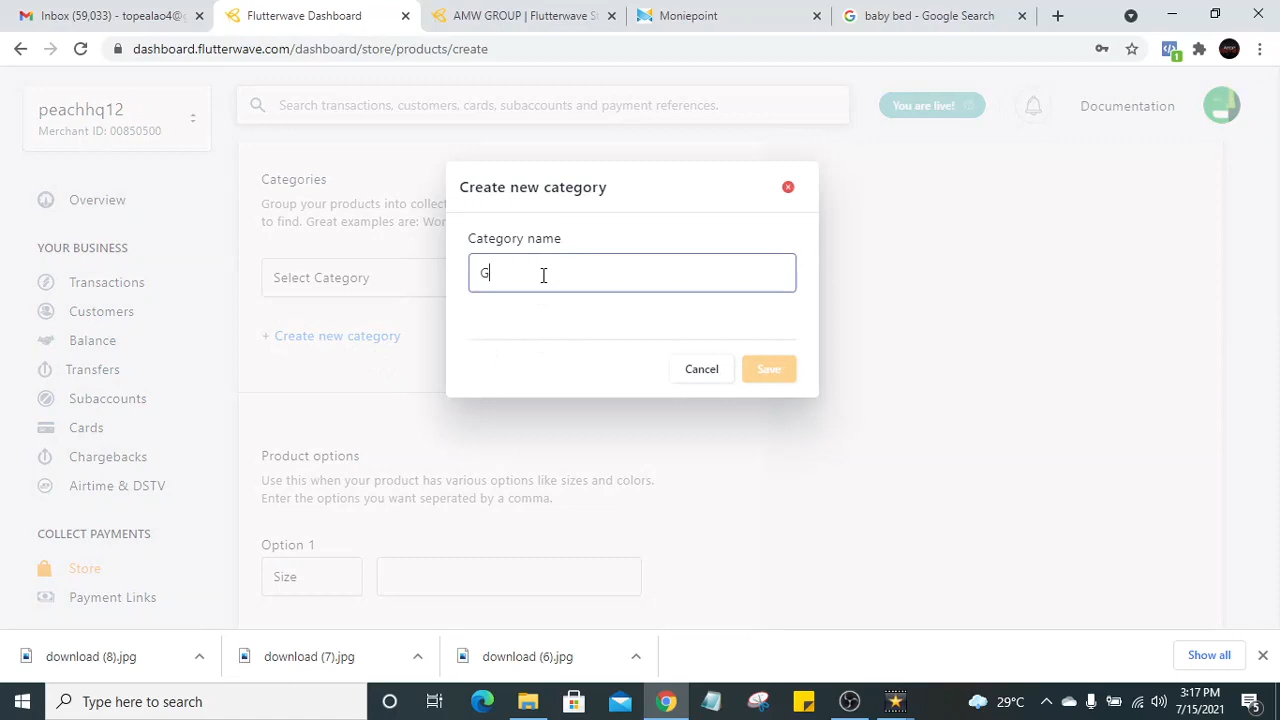 Inbox (59,033) - topealao4@g
Flutterwave Dashboard
AMW GROUP | Flutterwave St
Moniepoint
baby bed - Google Search
dashboard.flutterwave.com/dashboard/store/products/create
1
peachhq12
Merchant ID: 00850500
Search transactions, customers, cards, subaccounts and payment references.
You are live!
Documentation
Overview
YOUR BUSINESS
Transactions
Customers
Balance
Transfers
Subaccounts
Cards
Chargebacks
Airtime & DSTV
COLLECT PAYMENTS
Store
Payment Links
Categories
Group your products into collec
to find. Great examples are: Wor
Select Category
+ Create new category
Create new category
Category name
G
Cancel
Save
Product options
Use this when your product has various options like sizes and colors.
Enter the options you want seperated by a comma.
Option 1
Size
download (8).jpg
download (7).jpg
download (6).jpg
Show all
Type here to search
29°C
3:17 PM
7/15/2021
5